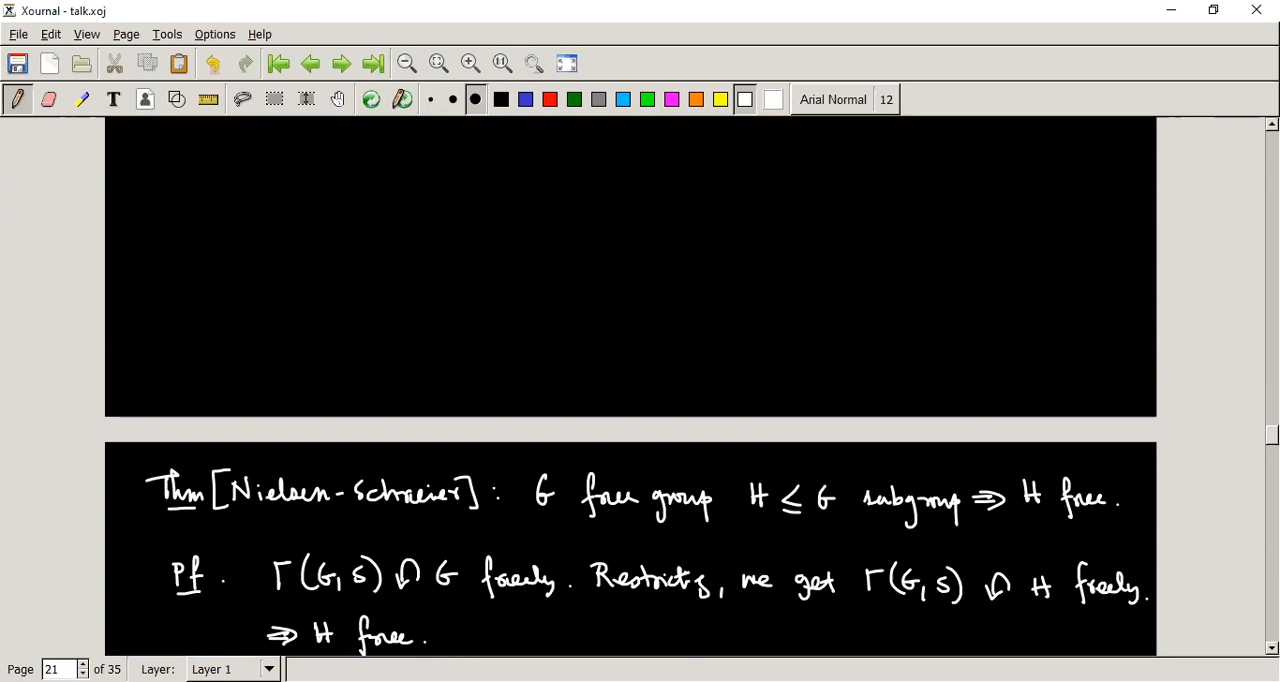 Xournal - talk.xoj
File Edit View Page Tools Options Help
Arial Normal 12
Thm [Nielsen-Schreier] : G free group H ≤ G subgroup ⇒ H free.
Pf. Γ(G, S) ↶ G freely. Restricting, we get Γ(G, S) ↶ H freely.
⇒ H free.
Page 21 of 35 Layer: Layer 1